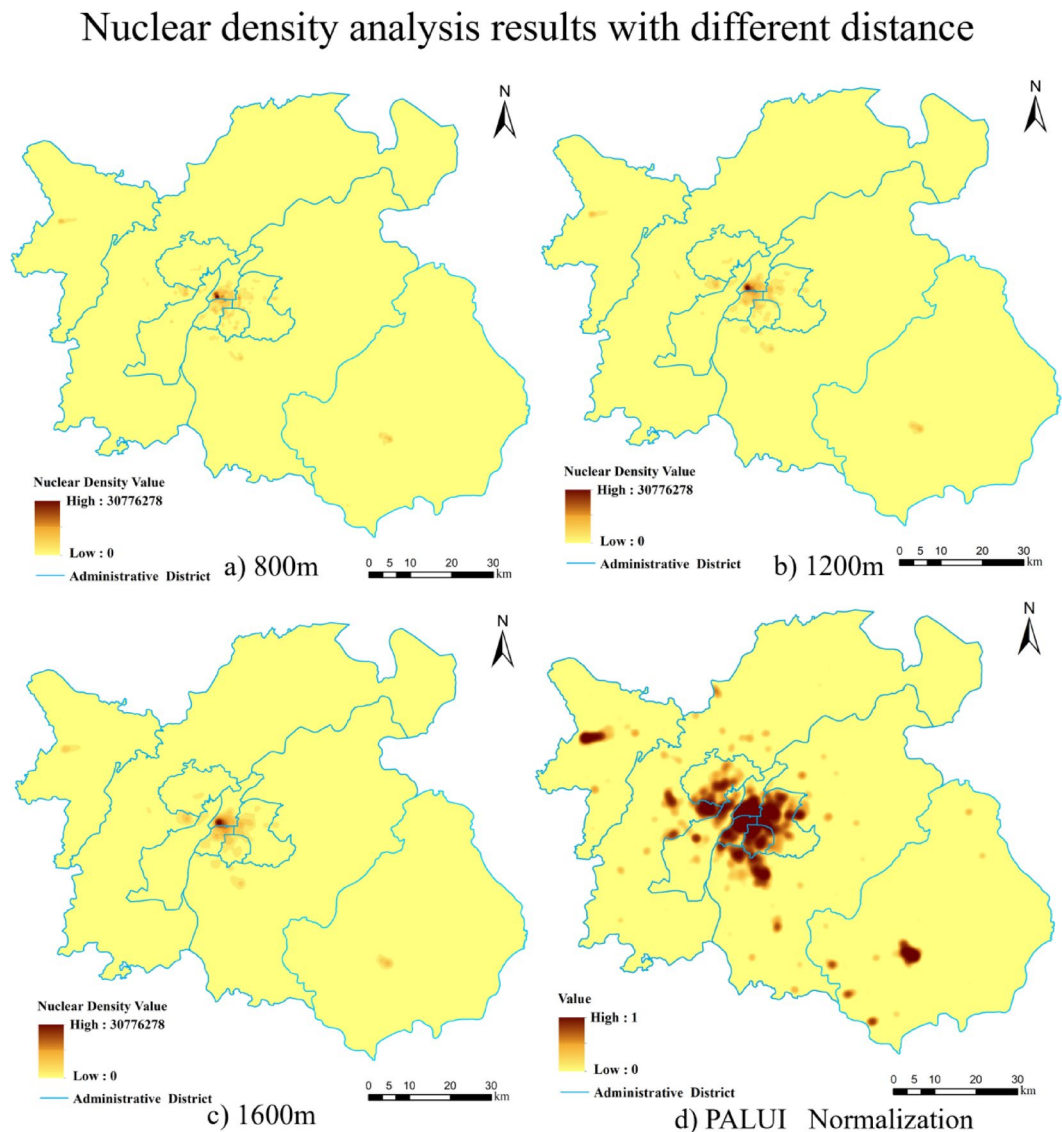 Nuclear density analysis results with different distance
N
Nuclear Density Value
High : 30776278
Low : 0
Administrative District
a) 800m
0 5 10 20 30
km
N
Nuclear Density Value
High : 30776278
Low : 0
Administrative District
b) 1200m
0 5 10 20 30
km
N
Nuclear Density Value
High : 30776278
Low : 0
Administrative District
c) 1600m
0 5 10 20 30
km
N
Value
High : 1
Low : 0
Administrative District
d) PALUI Normalization
0 5 10 20 30
km